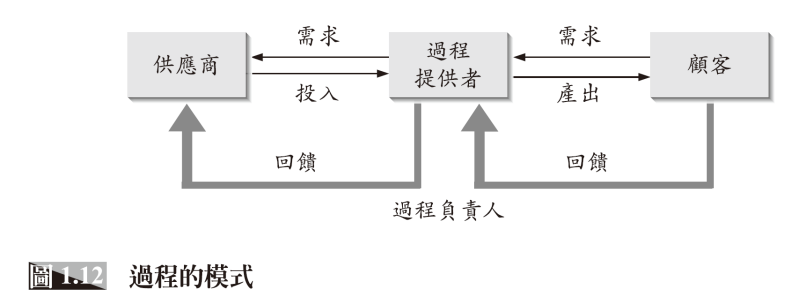 需求
需求
供應商
過程
提供者
顧客
投入
產出
回饋
回饋
過程負責人
圖 1.12 過程的模式